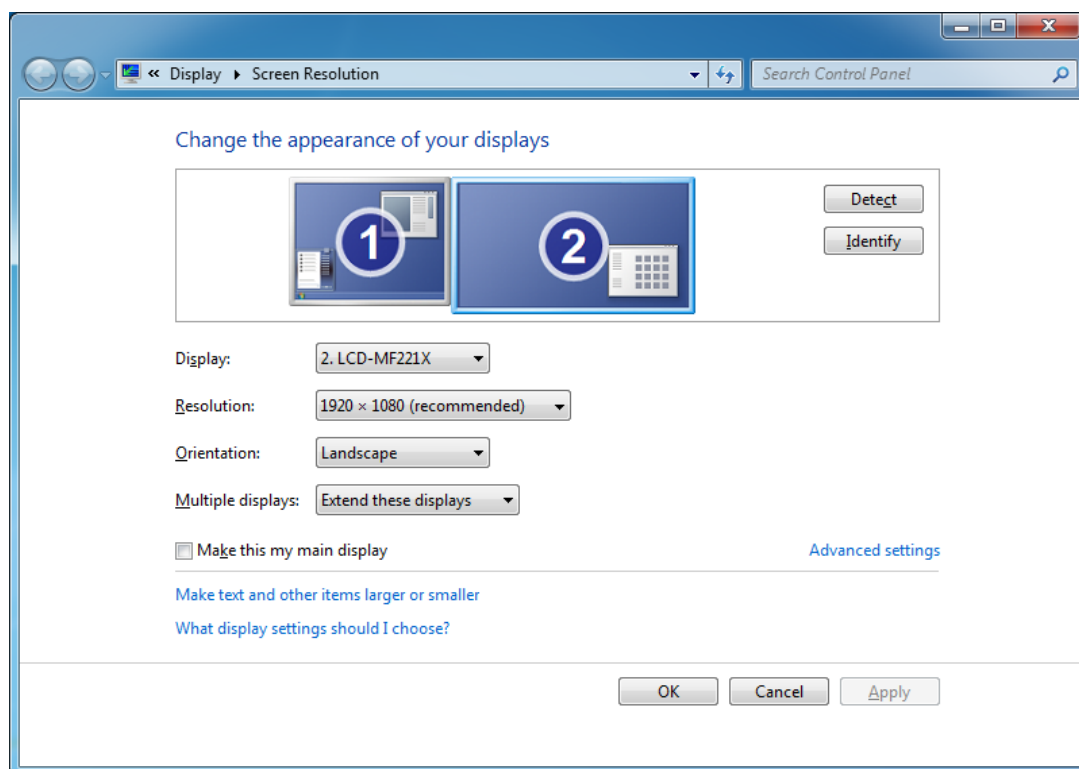 « Display ▸ Screen Resolution Search Control Panel
Change the appearance of your displays
1 2
Detect
Identify
Display: 2. LCD-MF221X
Resolution: 1920 × 1080 (recommended)
Orientation: Landscape
Multiple displays: Extend these displays
Make this my main display Advanced settings
Make text and other items larger or smaller
What display settings should I choose?
OK Cancel Apply